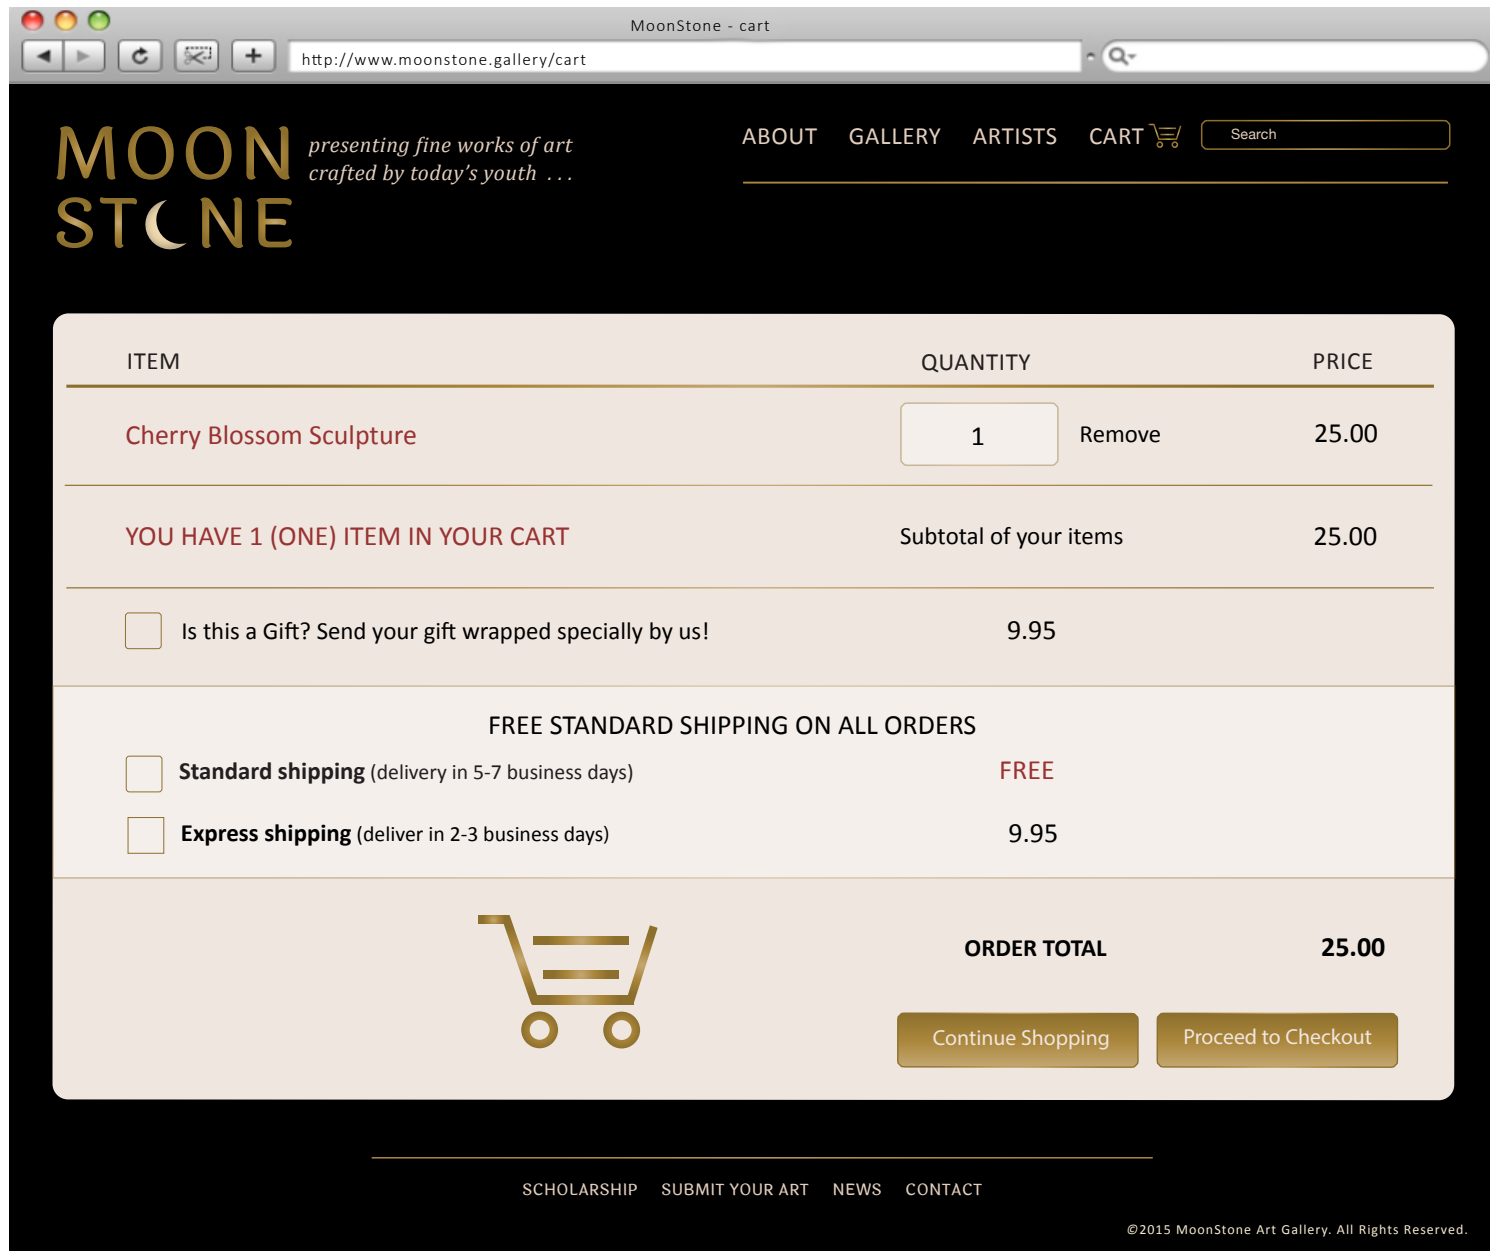 MoonStone - cart
http://www.moonstone.gallery/cart
MOON
STONE
presenting fine works of art
crafted by today's youth . . .
ABOUT GALLERY ARTISTS CART Search
ITEM QUANTITY PRICE
Cherry Blossom Sculpture 1 Remove 25.00
YOU HAVE 1 (ONE) ITEM IN YOUR CART Subtotal of your items 25.00
Is this a Gift? Send your gift wrapped specially by us! 9.95
FREE STANDARD SHIPPING ON ALL ORDERS
Standard shipping (delivery in 5-7 business days) FREE
Express shipping (deliver in 2-3 business days) 9.95
ORDER TOTAL 25.00
Continue Shopping Proceed to Checkout
SCHOLARSHIP SUBMIT YOUR ART NEWS CONTACT
©2015 MoonStone Art Gallery. All Rights Reserved.